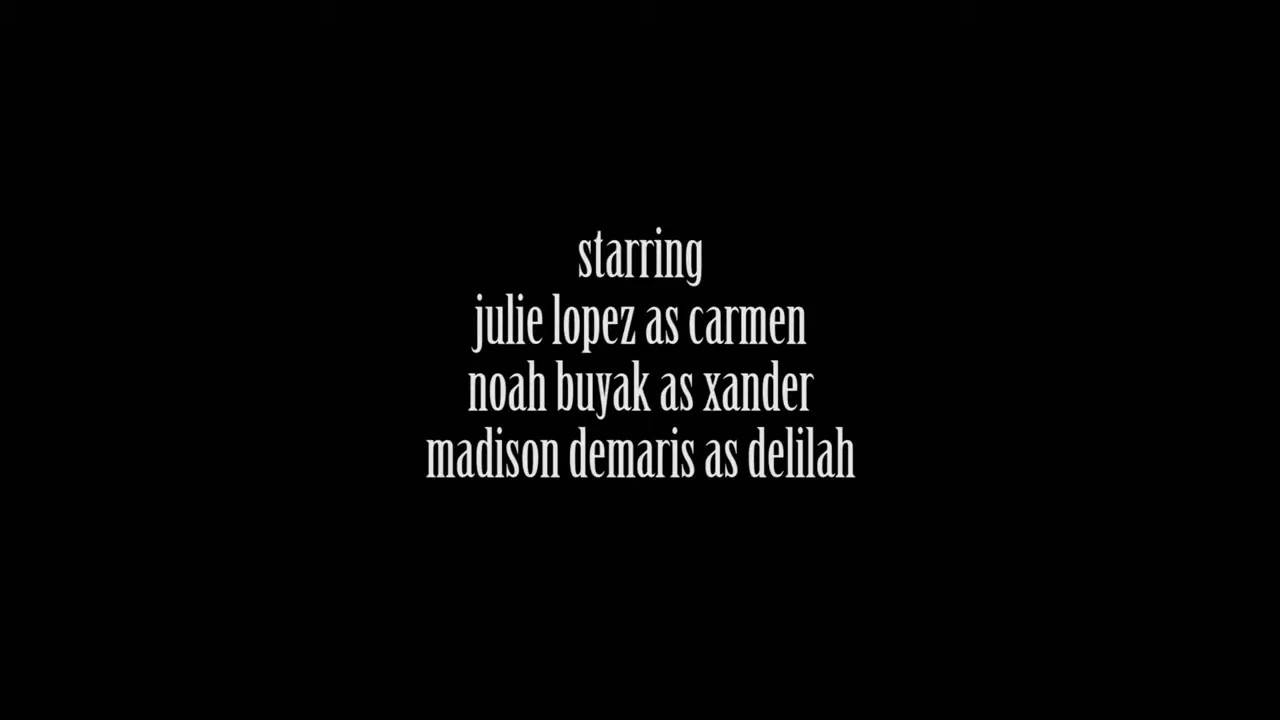 starring
julie lopez as carmen
noah buyak as xander
madison demaris as delilah